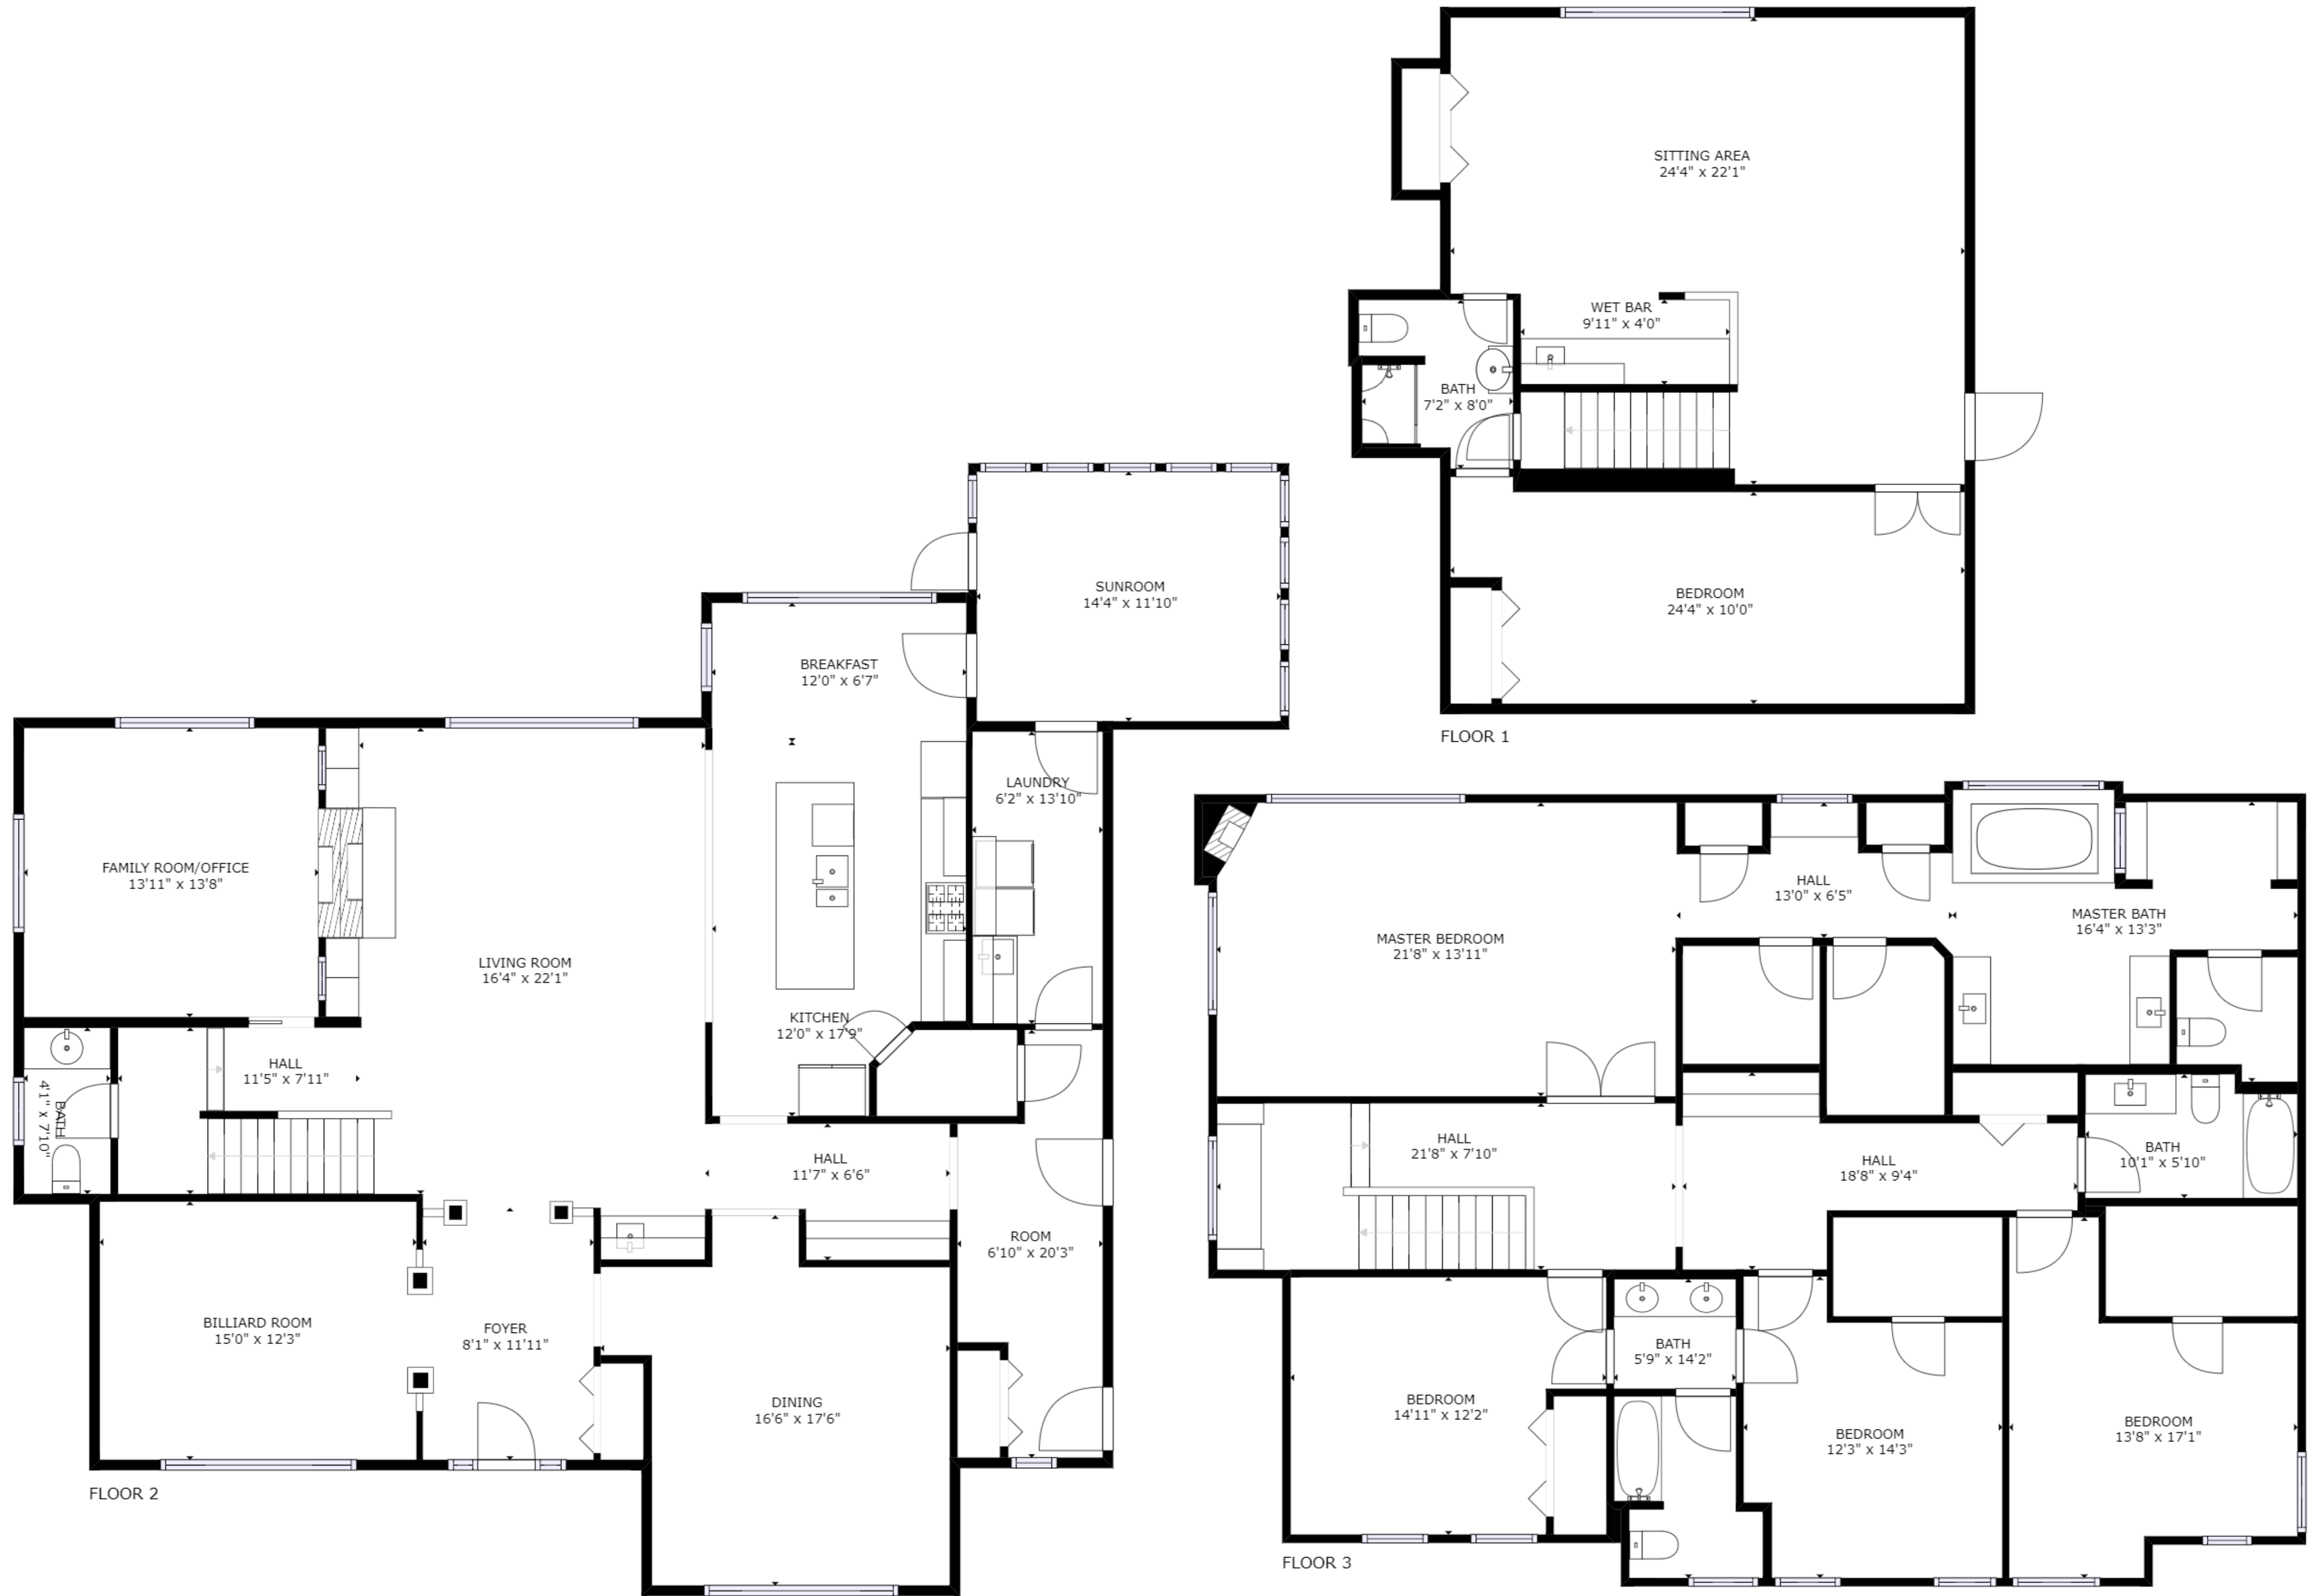 SITTING AREA
24'4" x 22'1"
WET BAR
9'11" x 4'0"
BATH
7'2" x 8'0"
BEDROOM
24'4" x 10'0"
FLOOR 1
SUNROOM
14'4" x 11'10"
BREAKFAST
12'0" x 6'7"
LAUNDRY
6'2" x 13'10"
FAMILY ROOM/OFFICE
13'11" x 13'8"
LIVING ROOM
16'4" x 22'1"
KITCHEN
12'0" x 17'9"
HALL
11'5" x 7'11"
BATH
4'1" x 7'10"
HALL
11'7" x 6'6"
ROOM
6'10" x 20'3"
BILLIARD ROOM
15'0" x 12'3"
FOYER
8'1" x 11'11"
DINING
16'6" x 17'6"
FLOOR 2
HALL
13'0" x 6'5"
MASTER BATH
16'4" x 13'3"
MASTER BEDROOM
21'8" x 13'11"
HALL
21'8" x 7'10"
HALL
18'8" x 9'4"
BATH
10'1" x 5'10"
BATH
5'9" x 14'2"
BEDROOM
14'11" x 12'2"
BEDROOM
12'3" x 14'3"
BEDROOM
13'8" x 17'1"
FLOOR 3